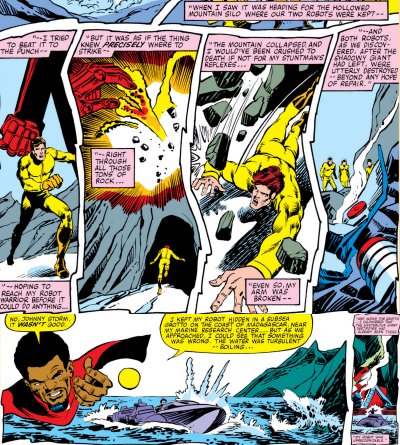 "WHEN I SAW IT WAS HEADING FOR THE HOLLOWED
MOUNTAIN SILO WHERE OUR TWO ROBOTS WERE KEPT--
"--I TRIED
TO BEAT IT TO
THE PUNCH--
"--HOPING TO
REACH MY ROBOT
WARRIOR BEFORE IT
COULD DO ANYTHING...
"BUT IT WAS AS IF THE THING
KNEW PRECISELY WHERE TO
STRIKE--
"--RIGHT
THROUGH
ALL THOSE
TONS OF
ROCK...
"THE MOUNTAIN COLLAPSED AND
I WOULD'VE BEEN CRUSHED TO
DEATH IF NOT FOR MY STUNTMAN'S
REFLEXES...
"EVEN SO, MY
ARM WAS
BROKEN--
"--AND
BOTH ROBOTS,
AS WE DISCOV-
ERED, AFTER THE
SHADOWY GIANT
HAD LEFT, WERE
UTTERLY DESTROYED
--BEYOND ANY HOPE
OF REPAIR."
NO, JOHNNY STORM,
IT WASN'T GOOD.
I KEPT MY ROBOT HIDDEN IN A SUBSEA
GROTTO ON THE COAST OF MADAGASCAR, NEAR
MY MARINE RESEARCH CENTER... BUT AS WE
APPROACHED, I COULD SEE THAT SOMETHING
WAS WRONG. THE WATER WAS TURBULENT
--BOILING...